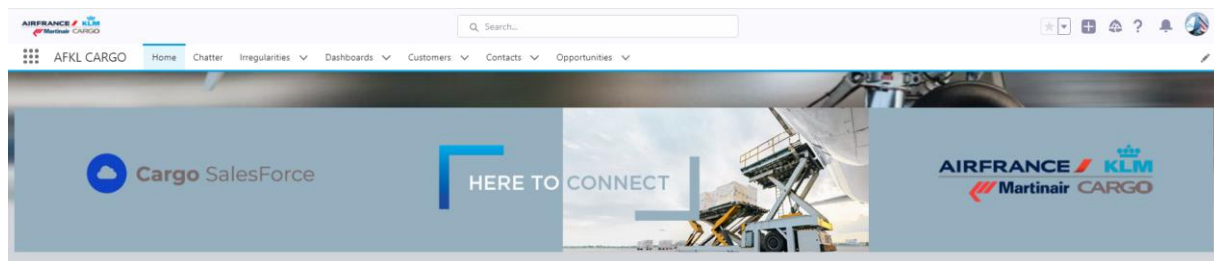 AIRFRANCE KLM
Martinair CARGO
Search...
?
AFKL CARGO Home Chatter Irregularities Dashboards Customers Contacts Opportunities
Cargo SalesForce
HERE TO CONNECT
AIRFRANCE KLM
Martinair CARGO